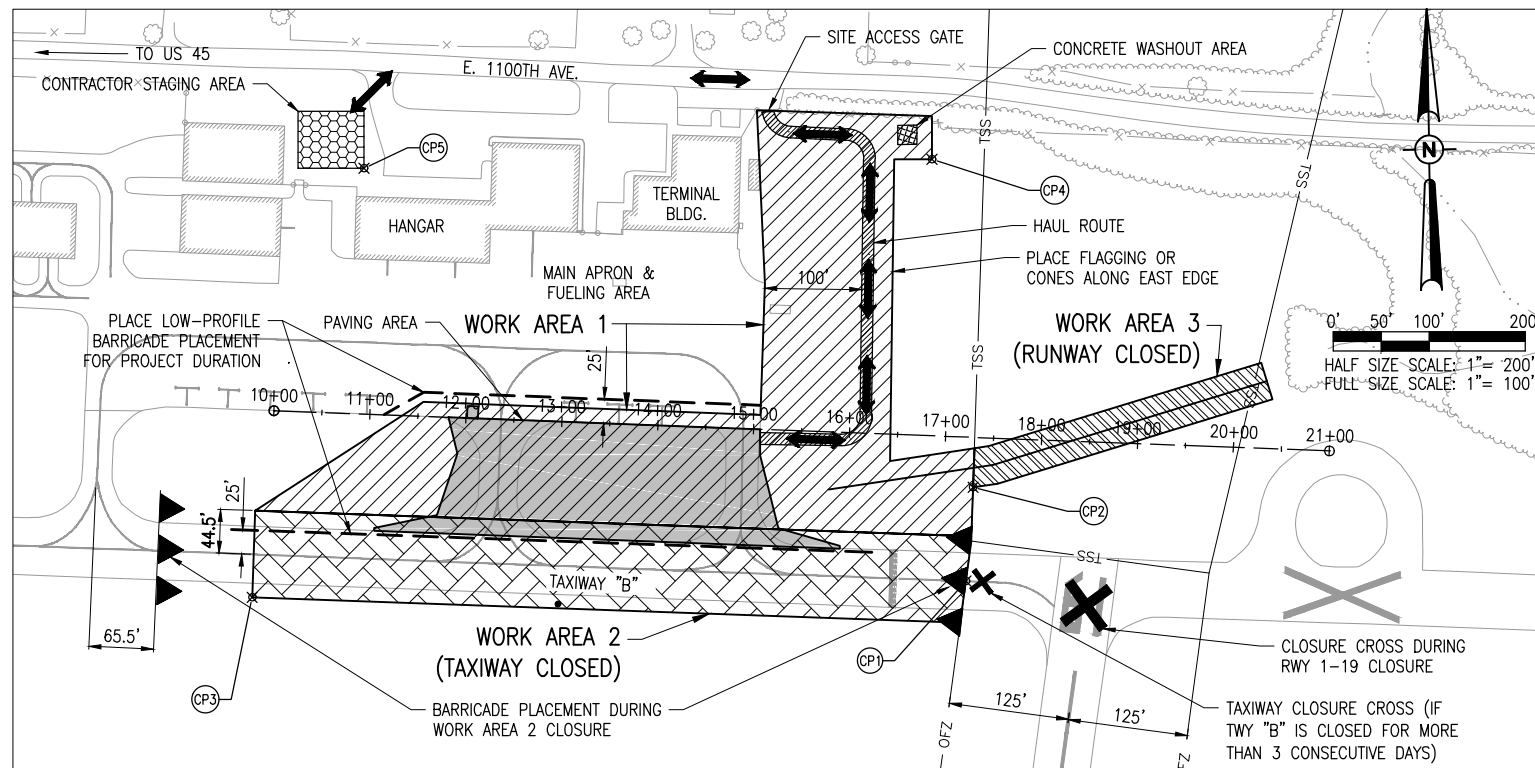 TO US 45
CONTRACTOR STAGING AREA
E. 1100TH AVE.
SITE ACCESS GATE
CONCRETE WASHOUT AREA
TSS
TSS
N
CP5
CP4
HANGAR
TERMINAL
BLDG.
HAUL ROUTE
PLACE FLAGGING OR
CONES ALONG EAST EDGE
MAIN APRON &
FUELING AREA
100'
PLACE LOW-PROFILE
BARRICADE PLACEMENT
FOR PROJECT DURATION
PAVING AREA
WORK AREA 1
25'
WORK AREA 3
(RUNWAY CLOSED)
TSS
0' 50' 100' 200'
HALF SIZE SCALE: 1"= 200'
FULL SIZE SCALE: 1"= 100'
10+00
11+00
12+00
13+00
14+00
15+00
16+00
17+00
18+00
19+00
20+00
21+00
25'
44.5'
CP2
TSS
TAXIWAY "B"
65.5'
WORK AREA 2
(TAXIWAY CLOSED)
CP1
CP3
CLOSURE CROSS DURING
RWY 1-19 CLOSURE
BARRICADE PLACEMENT DURING
WORK AREA 2 CLOSURE
125'
125'
TAXIWAY CLOSURE CROSS (IF
TWY "B" IS CLOSED FOR MORE
THAN 3 CONSECUTIVE DAYS)
OFZ